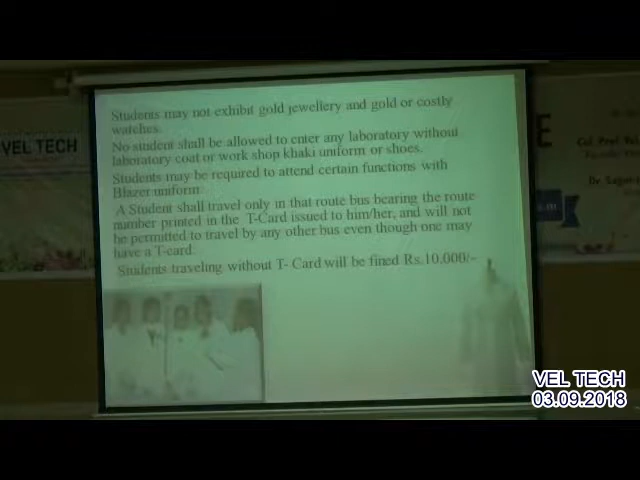 Students may not exhibit gold jewellery and gold or costly
watches.
No student shall be allowed to enter any laboratory without
laboratory coat or work shop khaki uniform or shoes.
Students may be required to attend certain functions with
Blazer uniform.
A Student shall travel only in that route bus bearing the route
number printed in the T-Card issued to him/her, and will not
be permitted to travel by any other bus even though one may
have a T-card.
Students traveling without T- Card will be fined Rs.10,000/-
VEL TECH
E
Col. Prof. Vel
VEL TECH
03.09.2018